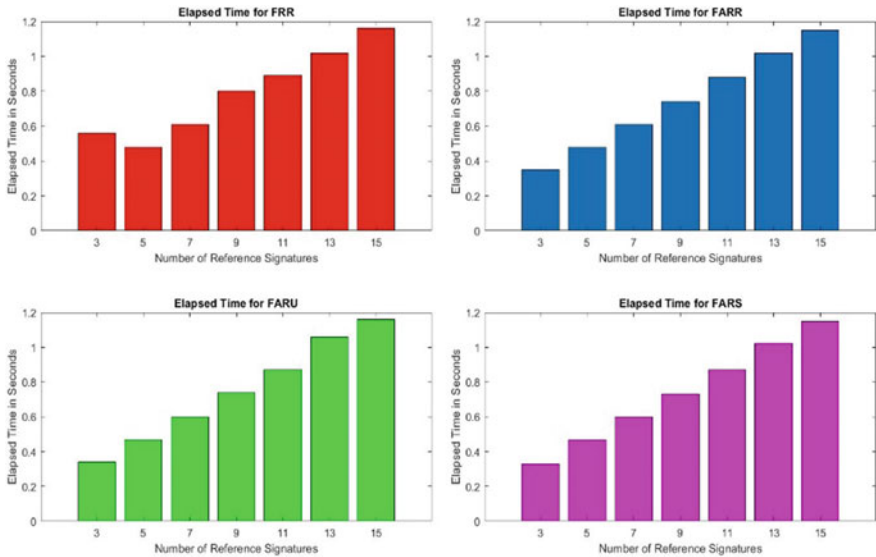 Elapsed Time for FRR
1.2
1
0.8
0.6
0.4
0.2
0
Elapsed Time in Seconds
3 5 7 9 11 13 15
Number of Reference Signatures
Elapsed Time for FARR
1.2
1
0.8
0.6
0.4
0.2
0
Elapsed Time in Seconds
3 5 7 9 11 13 15
Number of Reference Signatures
Elapsed Time for FARU
1.2
1
0.8
0.6
0.4
0.2
0
Elapsed Time in Seconds
3 5 7 9 11 13 15
Number of Reference Signatures
Elapsed Time for FARS
1.2
1
0.8
0.6
0.4
0.2
0
Elapsed Time in Seconds
3 5 7 9 11 13 15
Number of Reference Signatures